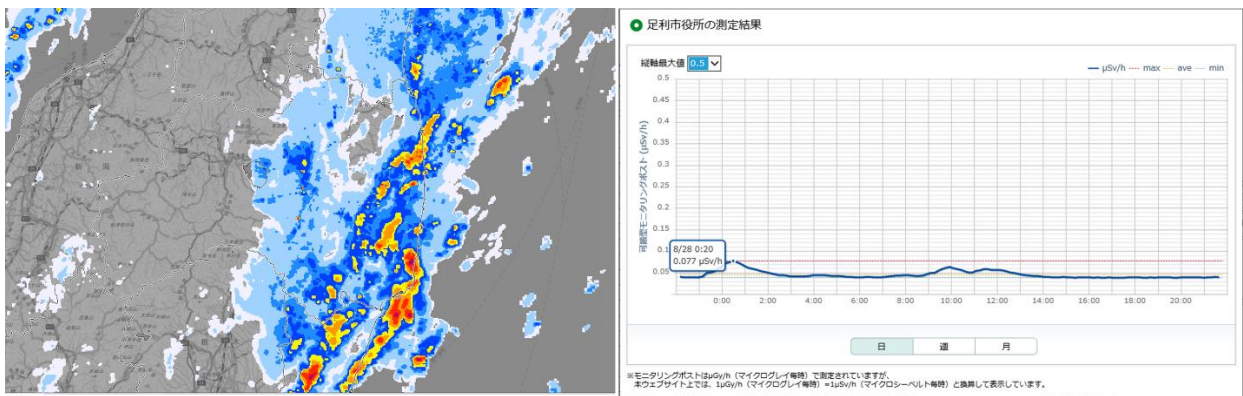 足利市役所の測定結果
縦軸最大値 0.5
μSv/h max ave min
可搬型モニタリングポスト (μSv/h)
0.5
0.45
0.4
0.35
0.3
0.25
0.2
0.15
0.1
0.05
8/28 0:20
0.077 μSv/h
0:00 2:00 4:00 6:00 8:00 10:00 12:00 14:00 16:00 18:00 20:00
日 週 月
※モニタリングポストはμGy/h（マイクログレイ毎時）で測定されていますが、
本ウェブサイト上では、1μGy/h（マイクログレイ毎時）=1μSv/h（マイクロシーベルト毎時）と換算して表示しています。